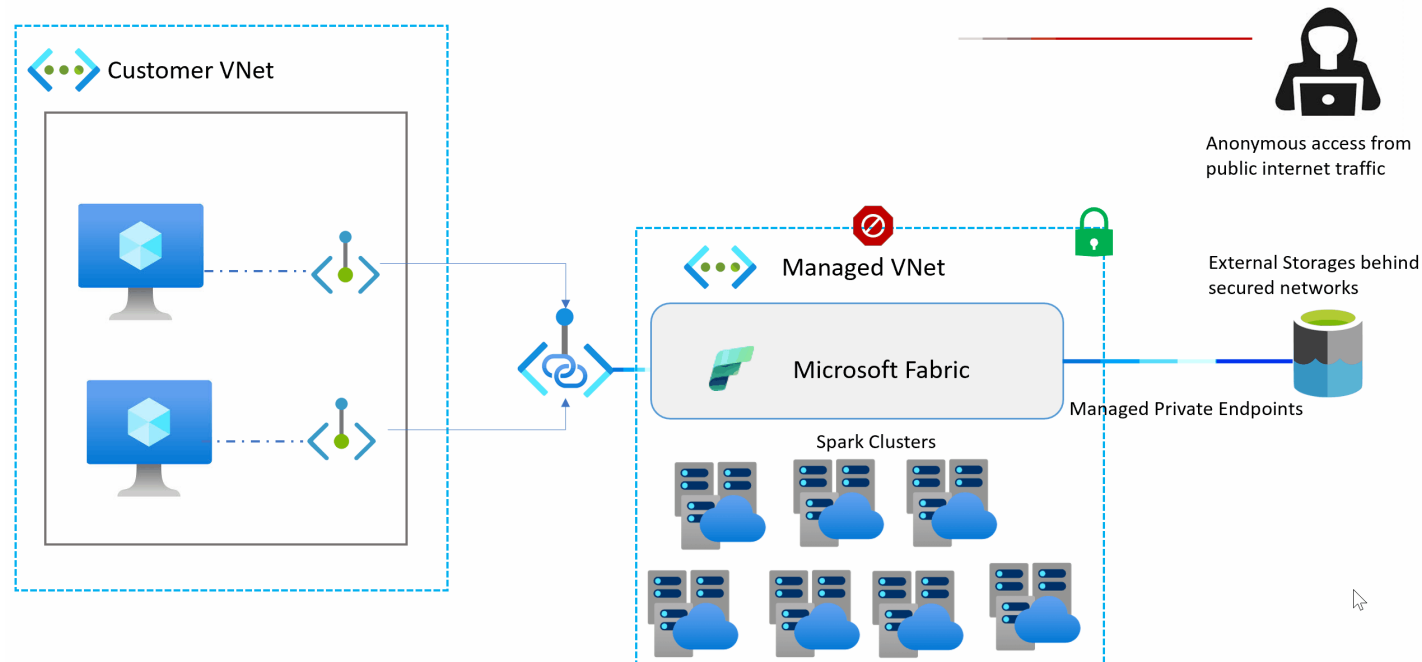 Customer VNet
Anonymous access from
public internet traffic
Managed VNet
External Storages behind
secured networks
Microsoft Fabric
Managed Private Endpoints
Spark Clusters